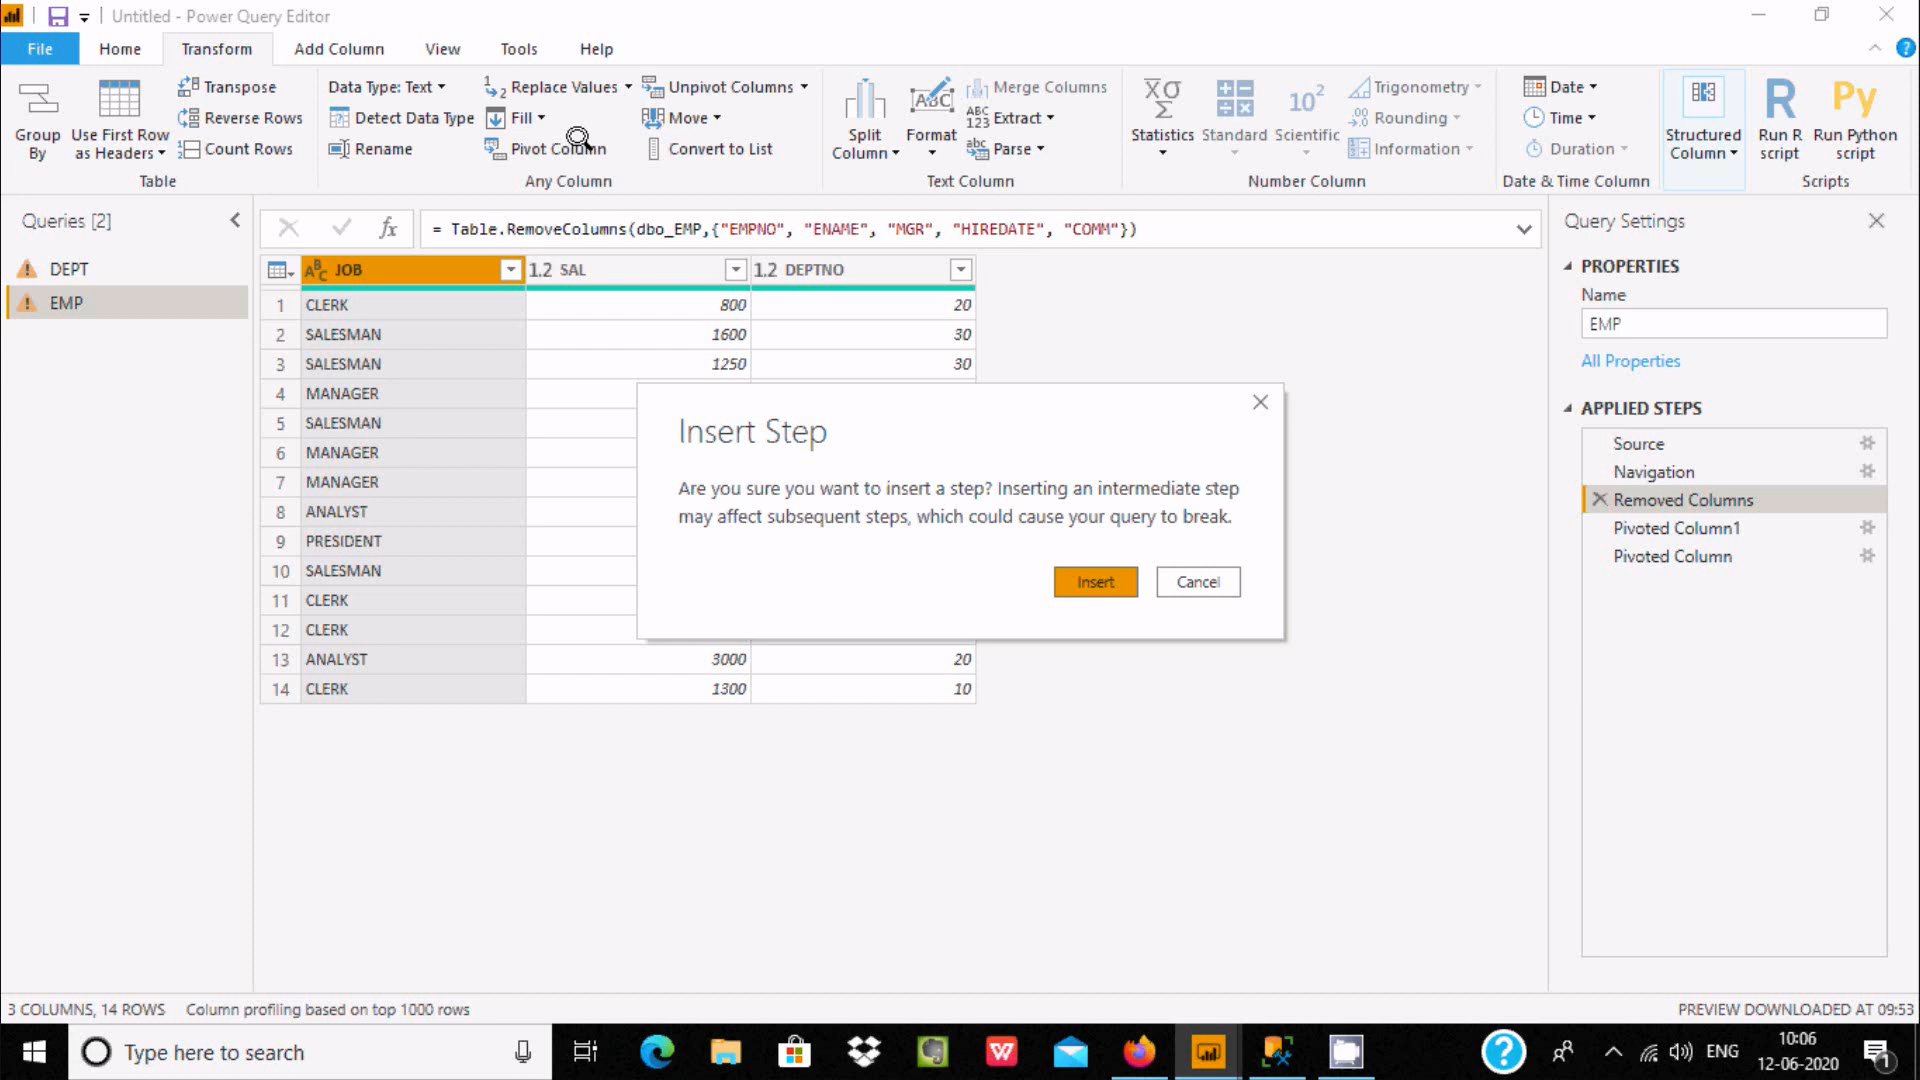 Untitled - Power Query Editor
File Home Transform Add Column View Tools Help
Group By
Use First Row as Headers
Transpose
Reverse Rows
Count Rows
Table
Data Type: Text
Detect Data Type
Rename
Replace Values
Fill
Pivot Column
Unpivot Columns
Move
Convert to List
Any Column
Split Column
Format
ABC
Merge Columns
ABC 123 Extract
abc Parse
Text Column
Statistics
Standard
10² Scientific
Trigonometry
.00 Rounding
Information
Number Column
Date
Time
Duration
Date & Time Column
Structured Column
R Run R script
Py Run Python script
Scripts
Queries [2]
DEPT
EMP
fx = Table.RemoveColumns(dbo_EMP,{"EMPNO", "ENAME", "MGR", "HIREDATE", "COMM"})
ABC JOB 1.2 SAL 1.2 DEPTNO
1 CLERK 800 20
2 SALESMAN 1600 30
3 SALESMAN 1250 30
4 MANAGER
5 SALESMAN
6 MANAGER
7 MANAGER
8 ANALYST
9 PRESIDENT
10 SALESMAN
11 CLERK
12 CLERK
13 ANALYST 3000 20
14 CLERK 1300 10
Insert Step
Are you sure you want to insert a step? Inserting an intermediate step
may affect subsequent steps, which could cause your query to break.
Insert Cancel
Query Settings
PROPERTIES
Name
EMP
All Properties
APPLIED STEPS
Source
Navigation
Removed Columns
Pivoted Column1
Pivoted Column
3 COLUMNS, 14 ROWS Column profiling based on top 1000 rows
PREVIEW DOWNLOADED AT 09:53
Type here to search
ENG
10:06
12-06-2020
1